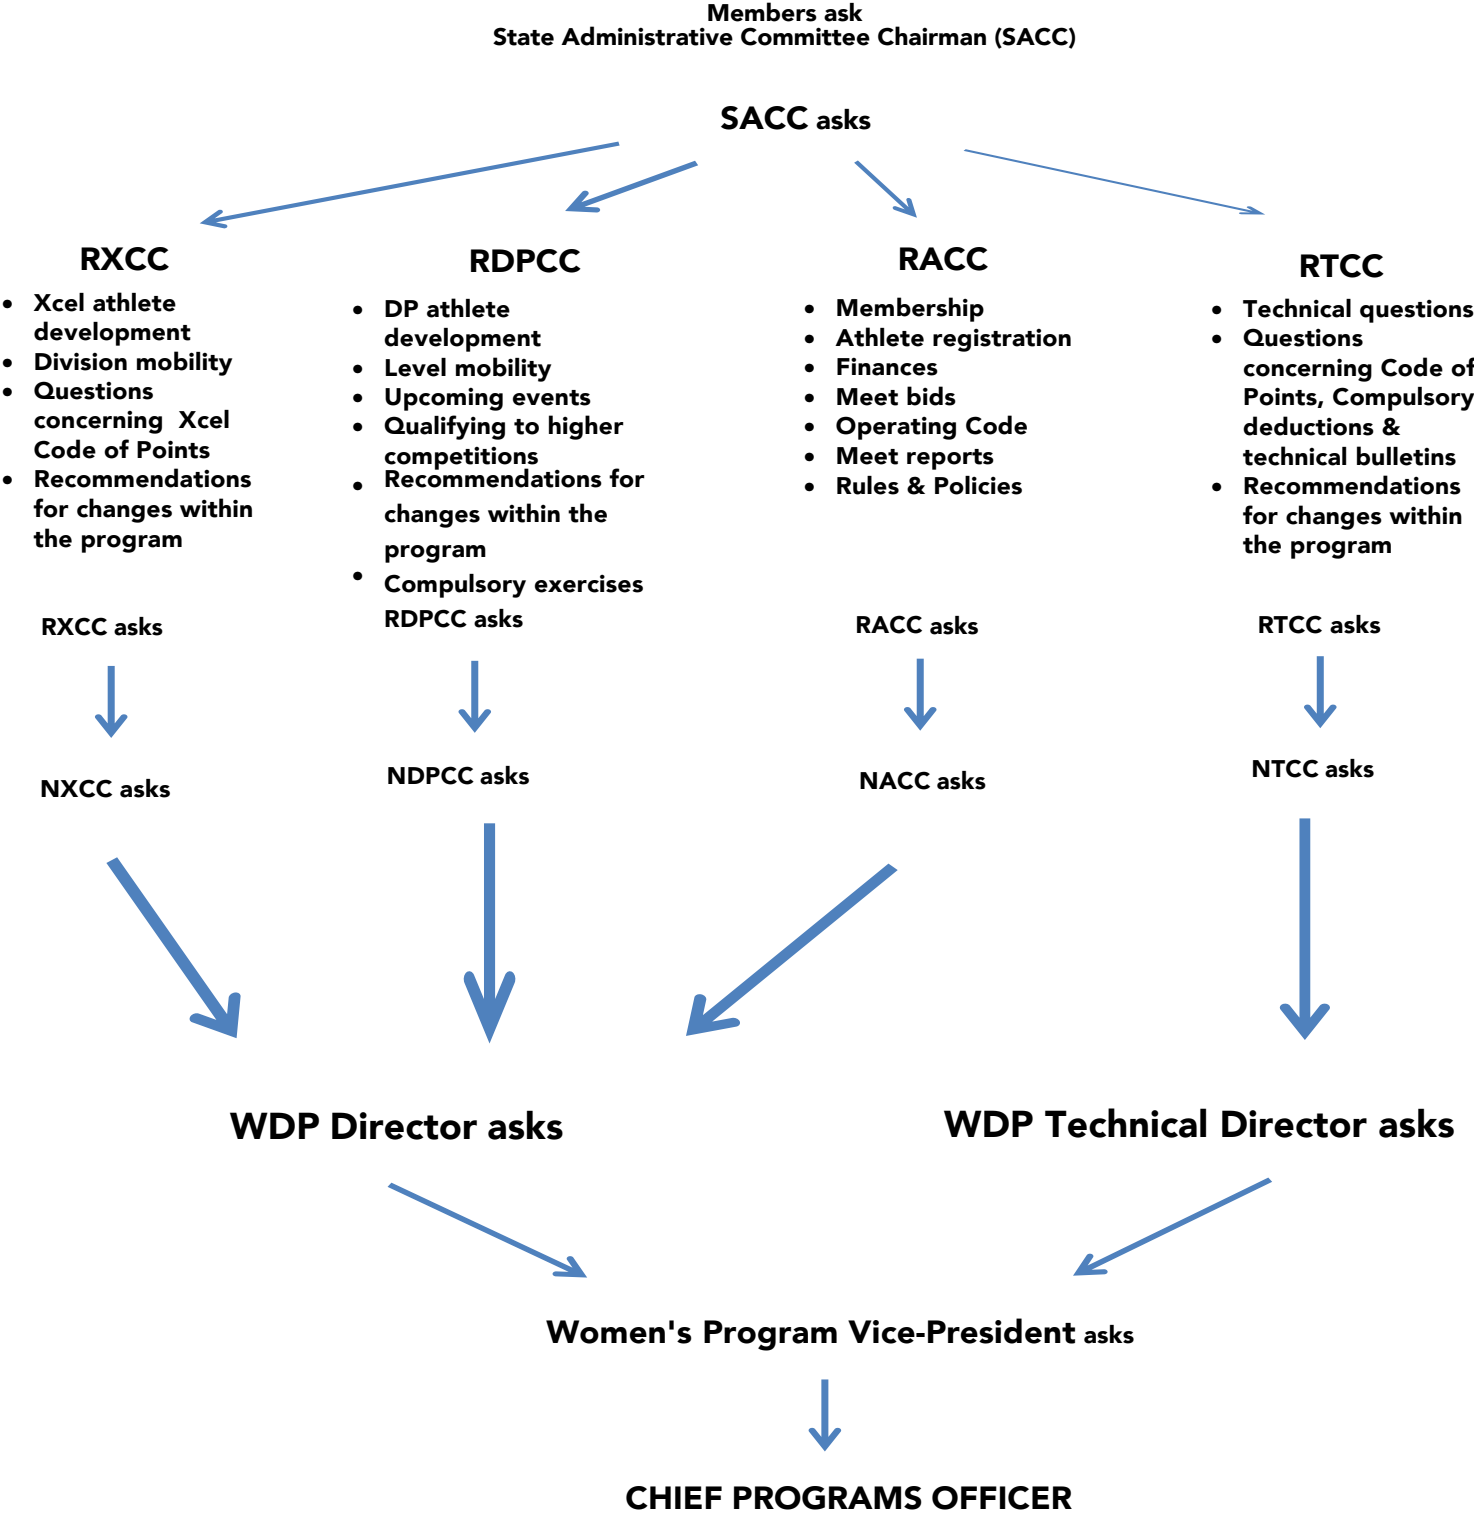 Members ask
State Administrative Committee Chairman (SACC)
SACC asks
RXCC
• Xcel athlete
development
• Division mobility
• Questions
concerning Xcel
Code of Points
• Recommendations
for changes within
the program
RDPCC
• DP athlete
development
• Level mobility
• Upcoming events
• Qualifying to higher
competitions
• Recommendations for
changes within the
program
• Compulsory exercises
RACC
• Membership
• Athlete registration
• Finances
• Meet bids
• Operating Code
• Meet reports
• Rules & Policies
RTCC
• Technical questions
• Questions
concerning Code of
Points, Compulsory
deductions &
technical bulletins
• Recommendations
for changes within
the program
RXCC asks
RDPCC asks
RACC asks
RTCC asks
NXCC asks
NDPCC asks
NACC asks
NTCC asks
WDP Director asks
WDP Technical Director asks
Women's Program Vice-President asks
CHIEF PROGRAMS OFFICER